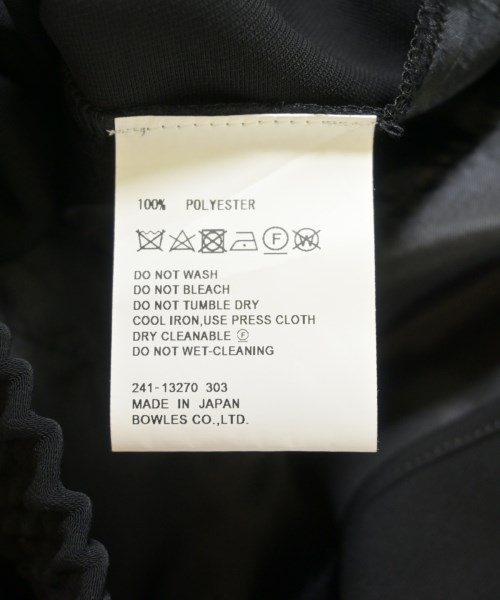 100% POLYESTER
F W
DO NOT WASH
DO NOT BLEACH
DO NOT TUMBLE DRY
COOL IRON,USE PRESS CLOTH
DRY CLEANABLE Ⓕ
DO NOT WET-CLEANING
241-13270 303
MADE IN JAPAN
BOWLES CO.,LTD.